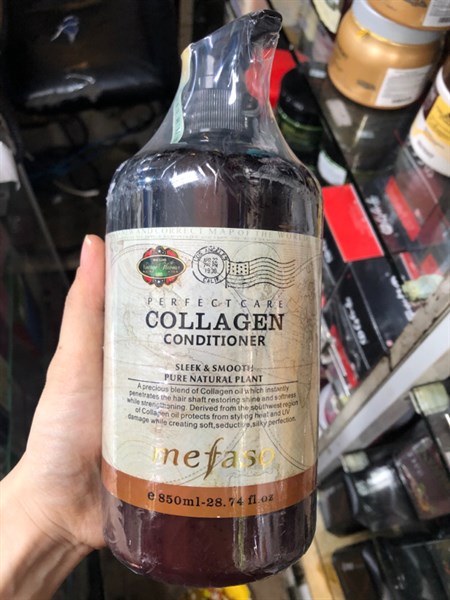 PERFECTCARE
COLLAGEN
CONDITIONER
SLEEK & SMOOTH
PURE NATURAL PLANT
A precious blend of Collagen oil which instantly
penetrates the hair shaft restoring shine and softness
while strengthening. Derived from the southwest region
of Collagen oil protects from styling heat and UV
damage while creating soft,seductive,silky perfection.
mefaso
e 850ml-28.74 fl.oz